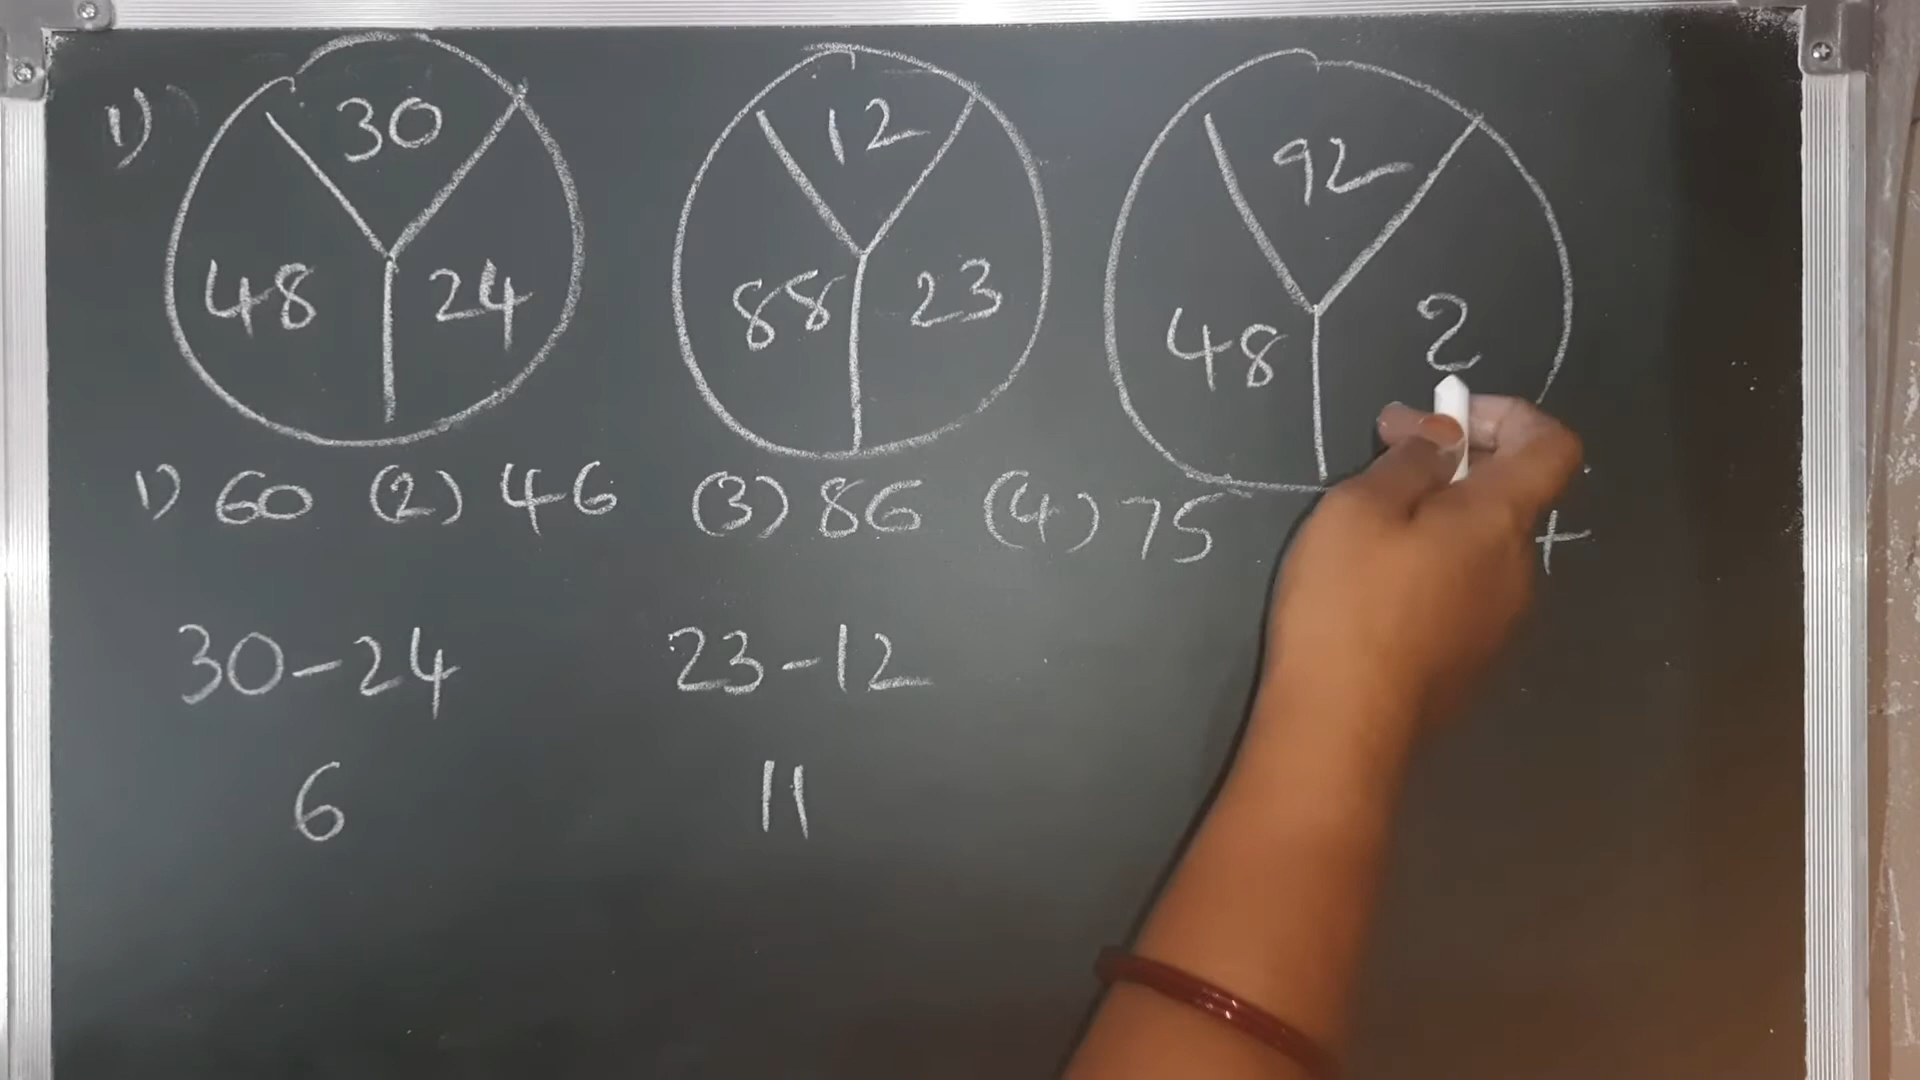 1) 30 12 92
48 24 88 23 48 2
1) 60 (2) 46 (3) 86 (4) 75
+
30-24 23-12
6 11